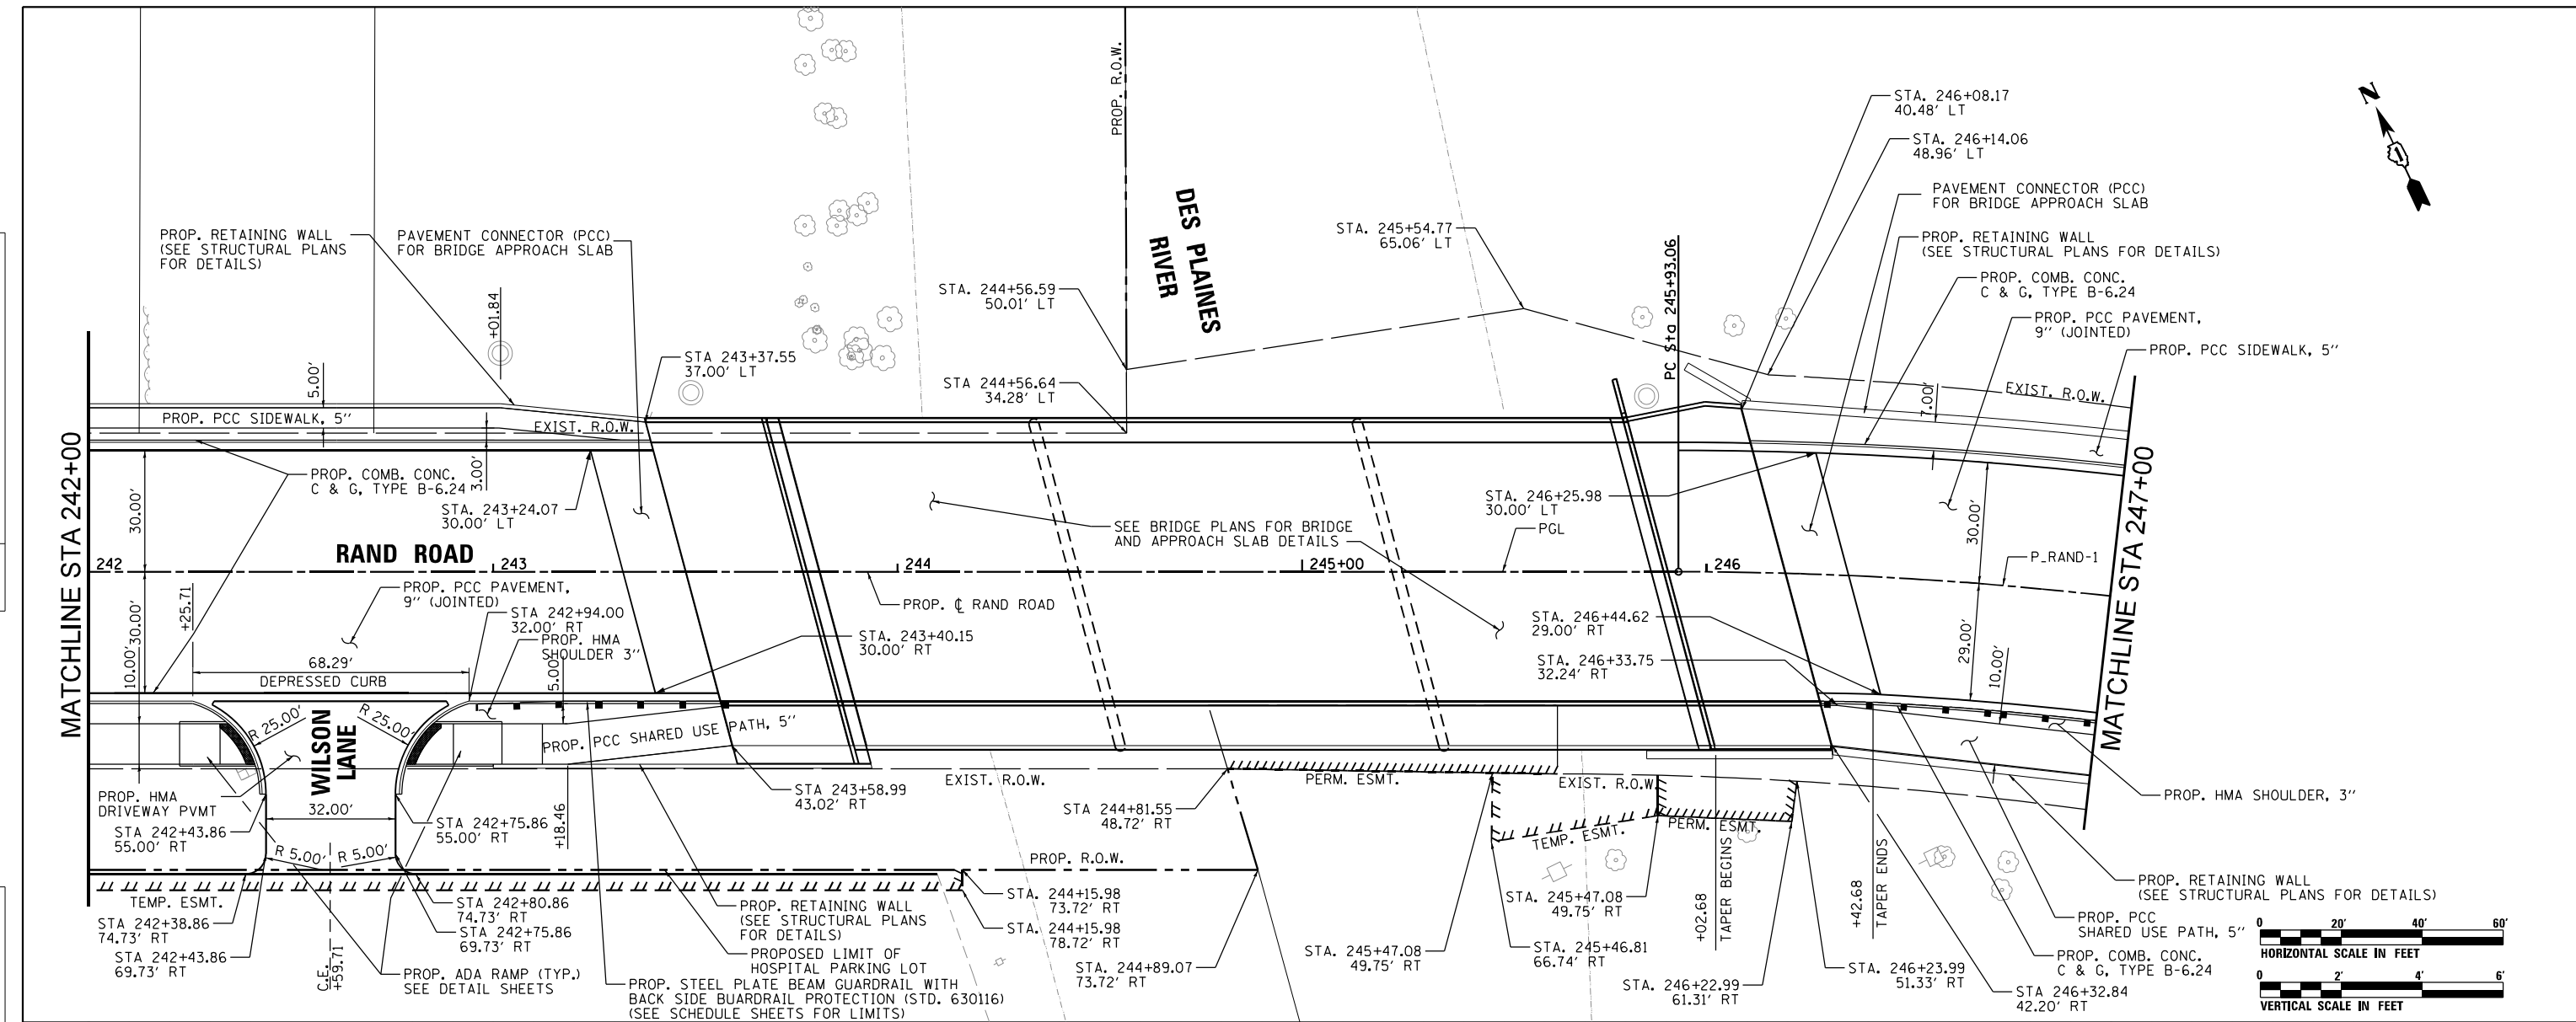 STA. 246+08.17
40.48' LT
N
STA. 246+14.06
48.96' LT
PROP. R.O.W.
PAVEMENT CONNECTOR (PCC)
FOR BRIDGE APPROACH SLAB
DES PLAINES
RIVER
PROP. RETAINING WALL
(SEE STRUCTURAL PLANS
FOR DETAILS)
PAVEMENT CONNECTOR (PCC)
FOR BRIDGE APPROACH SLAB
STA. 245+54.77
65.06' LT
PROP. RETAINING WALL
(SEE STRUCTURAL PLANS FOR DETAILS)
PC Sta 245+93.06
PROP. COMB. CONC.
C & G, TYPE B-6.24
STA. 244+56.59
50.01' LT
+01.84
PROP. PCC PAVEMENT,
9" (JOINTED)
STA 243+37.55
37.00' LT
PROP. PCC SIDEWALK, 5"
STA 244+56.64
34.28' LT
5.00'
EXIST. R.O.W.
7.00'
PROP. PCC SIDEWALK, 5"
EXIST. R.O.W.
MATCHLINE STA 242+00
PROP. COMB. CONC.
C & G, TYPE B-6.24
3.00'
30.00'
STA. 243+24.07
30.00' LT
STA. 246+25.98
30.00' LT
30.00'
MATCHLINE STA 247+00
SEE BRIDGE PLANS FOR BRIDGE
AND APPROACH SLAB DETAILS
PGL
RAND ROAD
P_RAND-1
242
243
244
245+00
246
PROP. PCC PAVEMENT,
9" (JOINTED)
+25.71
30.00'
PROP. ℄ RAND ROAD
STA 242+94.00
32.00' RT
PROP. HMA
SHOULDER 3"
STA. 243+40.15
30.00' RT
STA. 246+44.62
29.00' RT
29.00'
STA. 246+33.75
32.24' RT
10.00'
68.29'
DEPRESSED CURB
5.00'
10.00'
R 25.00'
R 25.00'
WILSON
LANE
PROP. PCC SHARED USE PATH, 5"
EXIST. R.O.W.
PERM. ESMT.
EXIST. R.O.W.
PROP. HMA
DRIVEWAY PVMT
STA 243+58.99
43.02' RT
PROP. HMA SHOULDER, 3"
32.00'
STA 244+81.55
48.72' RT
STA 242+43.86
55.00' RT
STA 242+75.86
55.00' RT
+18.46
PERM. ESMT.
TEMP. ESMT.
R 5.00'
R 5.00'
PROP. R.O.W.
TAPER BEGINS
TAPER ENDS
PROP. RETAINING WALL
(SEE STRUCTURAL PLANS FOR DETAILS)
TEMP. ESMT.
STA 242+80.86
74.73' RT
STA. 244+15.98
73.72' RT
STA. 245+47.08
49.75' RT
PROP. RETAINING WALL
(SEE STRUCTURAL PLANS
FOR DETAILS)
PROP. PCC
SHARED USE PATH, 5"
STA 242+38.86
74.73' RT
STA 242+75.86
69.73' RT
STA. 244+15.98
78.72' RT
+02.68
+42.68
STA 242+43.86
69.73' RT
C.E.
+59.71
PROPOSED LIMIT OF
HOSPITAL PARKING LOT
STA. 244+89.07
73.72' RT
STA. 245+47.08
49.75' RT
STA. 245+46.81
66.74' RT
STA. 246+23.99
51.33' RT
PROP. COMB. CONC.
C & G, TYPE B-6.24
PROP. ADA RAMP (TYP.)
SEE DETAIL SHEETS
PROP. STEEL PLATE BEAM GUARDRAIL WITH
BACK SIDE BUARDRAIL PROTECTION (STD. 630116)
(SEE SCHEDULE SHEETS FOR LIMITS)
STA. 246+22.99
61.31' RT
STA 246+32.84
42.20' RT
0 20' 40' 60'
HORIZONTAL SCALE IN FEET
0 2' 4' 6'
VERTICAL SCALE IN FEET